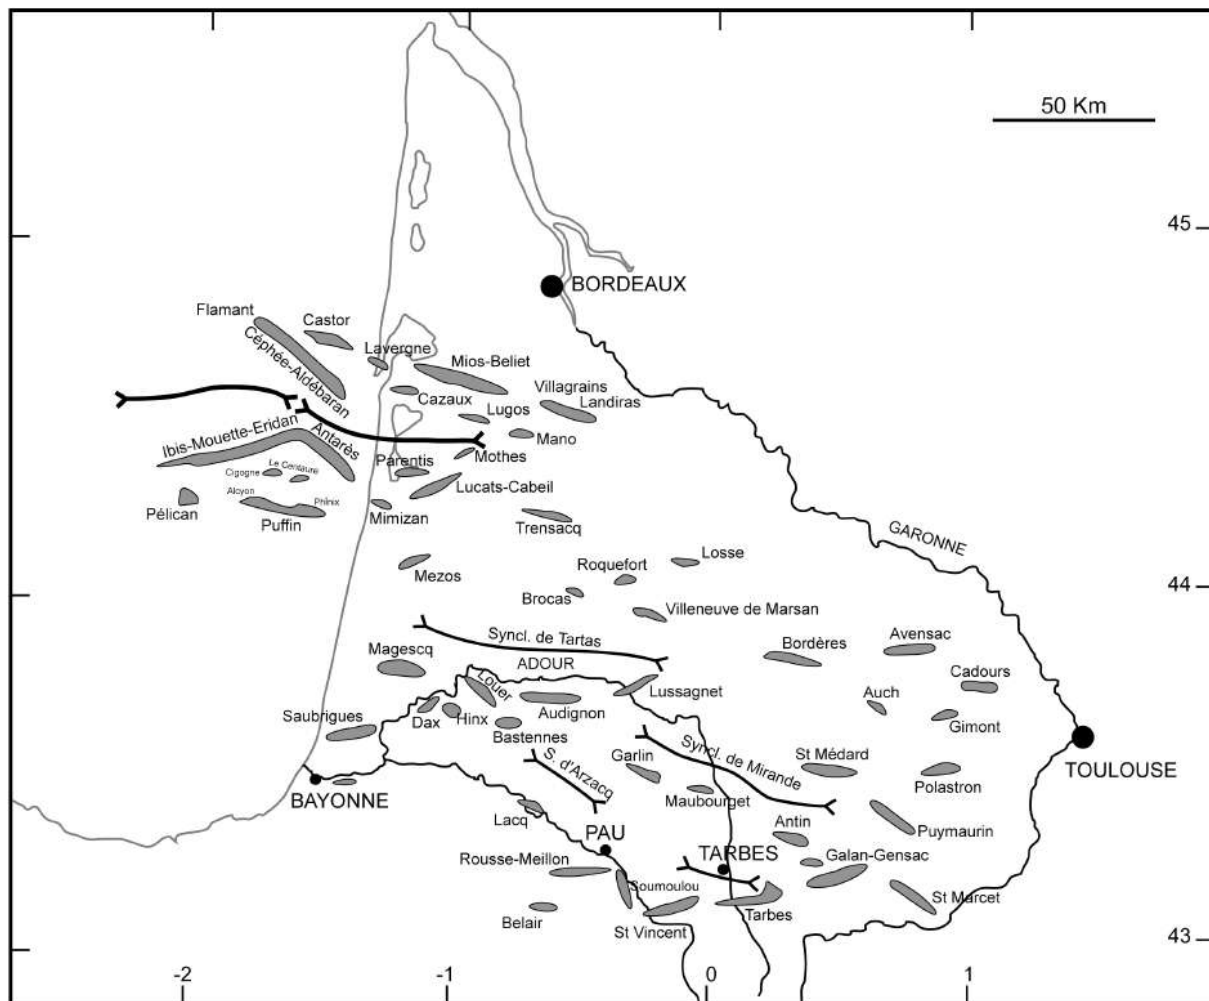 50 Km
45
BORDEAUX
Flamant
Castor
Céphée-Aldébaran
Lavergne
Mios-Beliet
Cazaux
Villagrains
Landiras
Lugos
Mano
Ibis-Mouette-Eridan
Antarès
Mothes
Parentis
Cigogne
Le Centaure
Lucats-Cabeil
Pélican
Alcyon
Phînix
Puffin
Mimizan
Trensacq
GARONNE
Losse
Roquefort
Mezos
44
Brocas
Villeneuve de Marsan
Syncl. de Tartas
Bordères
Avensac
Magescq
ADOUR
Louer
Lussagnet
Cadours
Auch
Saubrigues
Dax
Hinx
Audignon
Gimont
Bastennes
S. d'Arzacq
Garlin
Syncl. de Mirande
St Médard
TOULOUSE
BAYONNE
Maubourget
Polastron
Lacq
Antin
Puymaurin
PAU
TARBES
Rousse-Meillon
Galan-Gensac
Soumoulou
St Marcet
Belair
St Vincent
Tarbes
43
-2
-1
0
1